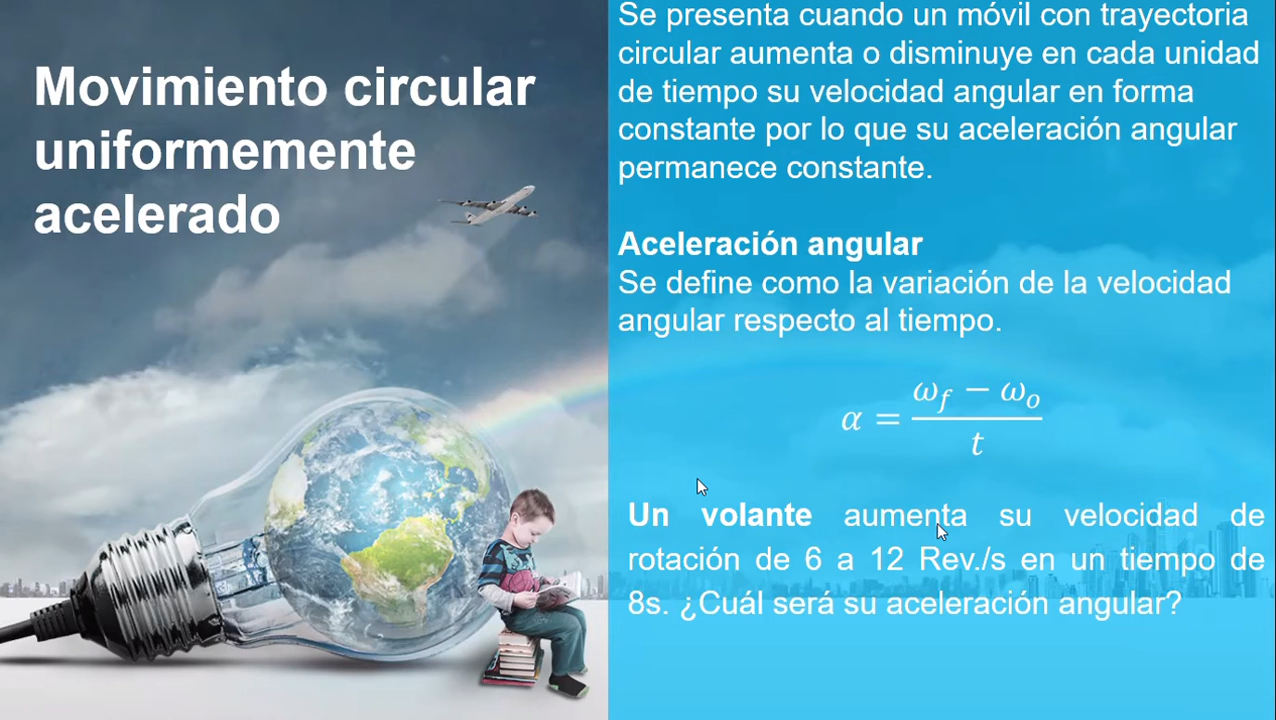 Movimiento circular
uniformemente
acelerado
Se presenta cuando un móvil con trayectoria
circular aumenta o disminuye en cada unidad
de tiempo su velocidad angular en forma
constante por lo que su aceleración angular
permanece constante.
Aceleración angular
Se define como la variación de la velocidad
angular respecto al tiempo.
α = (ω_f − ω_o) / t
Un volante aumenta su velocidad de
rotación de 6 a 12 Rev./s en un tiempo de
8s. ¿Cuál será su aceleración angular?